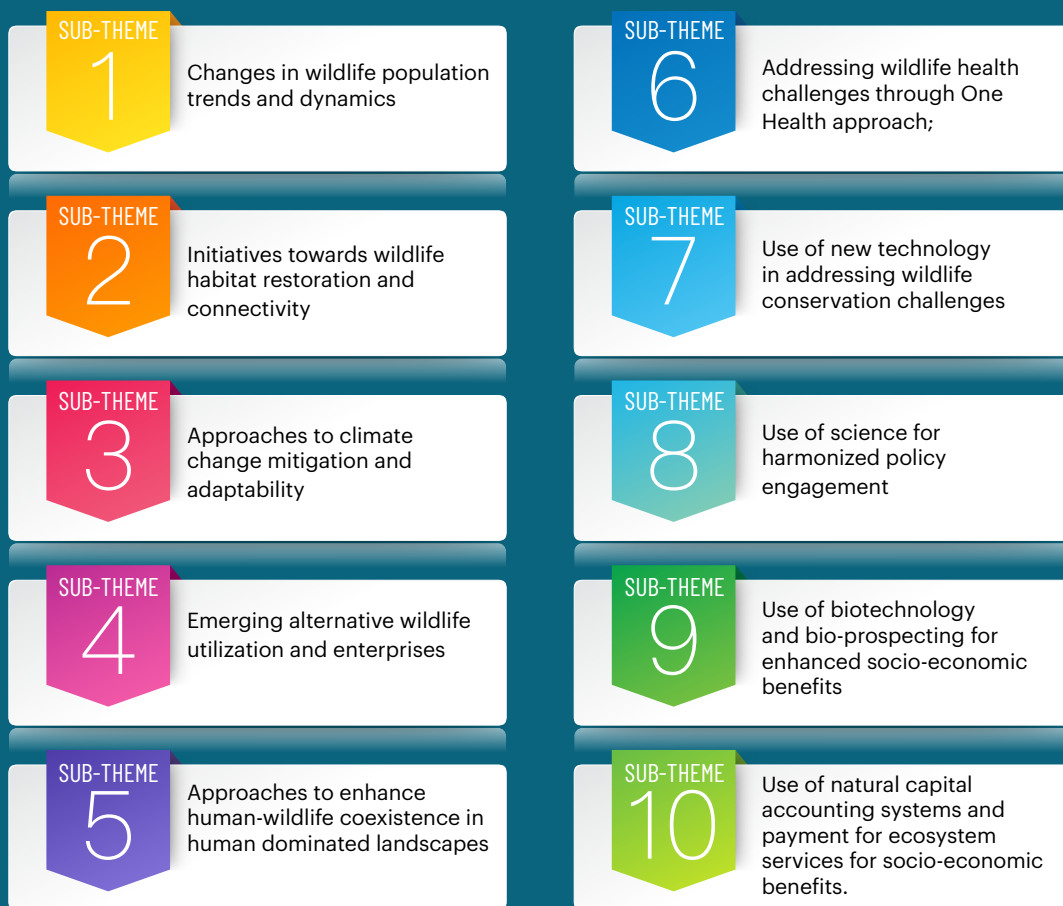 SUB-THEME
1
Changes in wildlife population
trends and dynamics
SUB-THEME
2
Initiatives towards wildlife
habitat restoration and
connectivity
SUB-THEME
3
Approaches to climate
change mitigation and
adaptability
SUB-THEME
4
Emerging alternative wildlife
utilization and enterprises
SUB-THEME
5
Approaches to enhance
human-wildlife coexistence in
human dominated landscapes
SUB-THEME
6
Addressing wildlife health
challenges through One
Health approach;
SUB-THEME
7
Use of new technology
in addressing wildlife
conservation challenges
SUB-THEME
8
Use of science for
harmonized policy
engagement
SUB-THEME
9
Use of biotechnology
and bio-prospecting for
enhanced socio-economic
benefits
SUB-THEME
10
Use of natural capital
accounting systems and
payment for ecosystem
services for socio-economic
benefits.